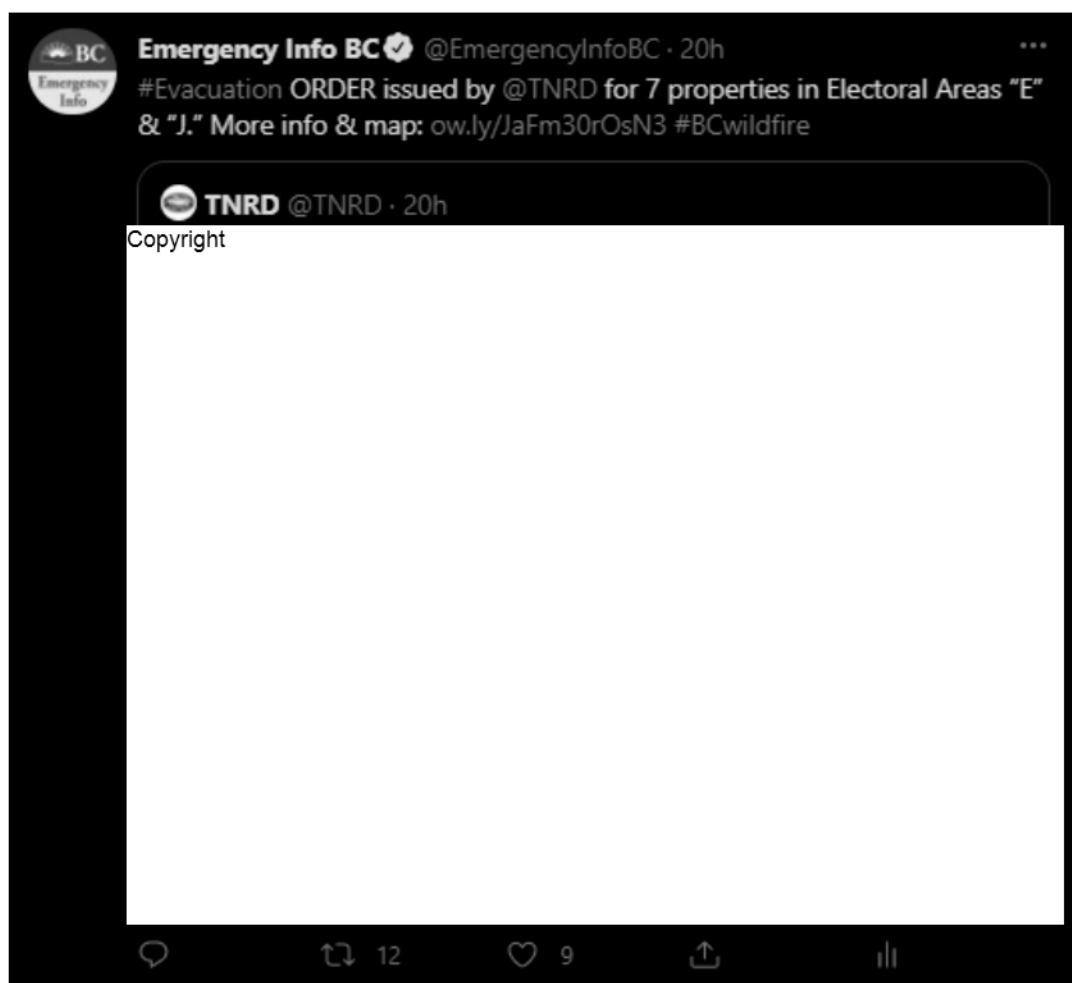 BC
Emergency
Info
Emergency Info BC @EmergencyInfoBC · 20h
#Evacuation ORDER issued by @TNRD for 7 properties in Electoral Areas "E"
& "J." More info & map: ow.ly/JaFm30rOsN3 #BCwildfire
TNRD @TNRD · 20h
Copyright
12 9